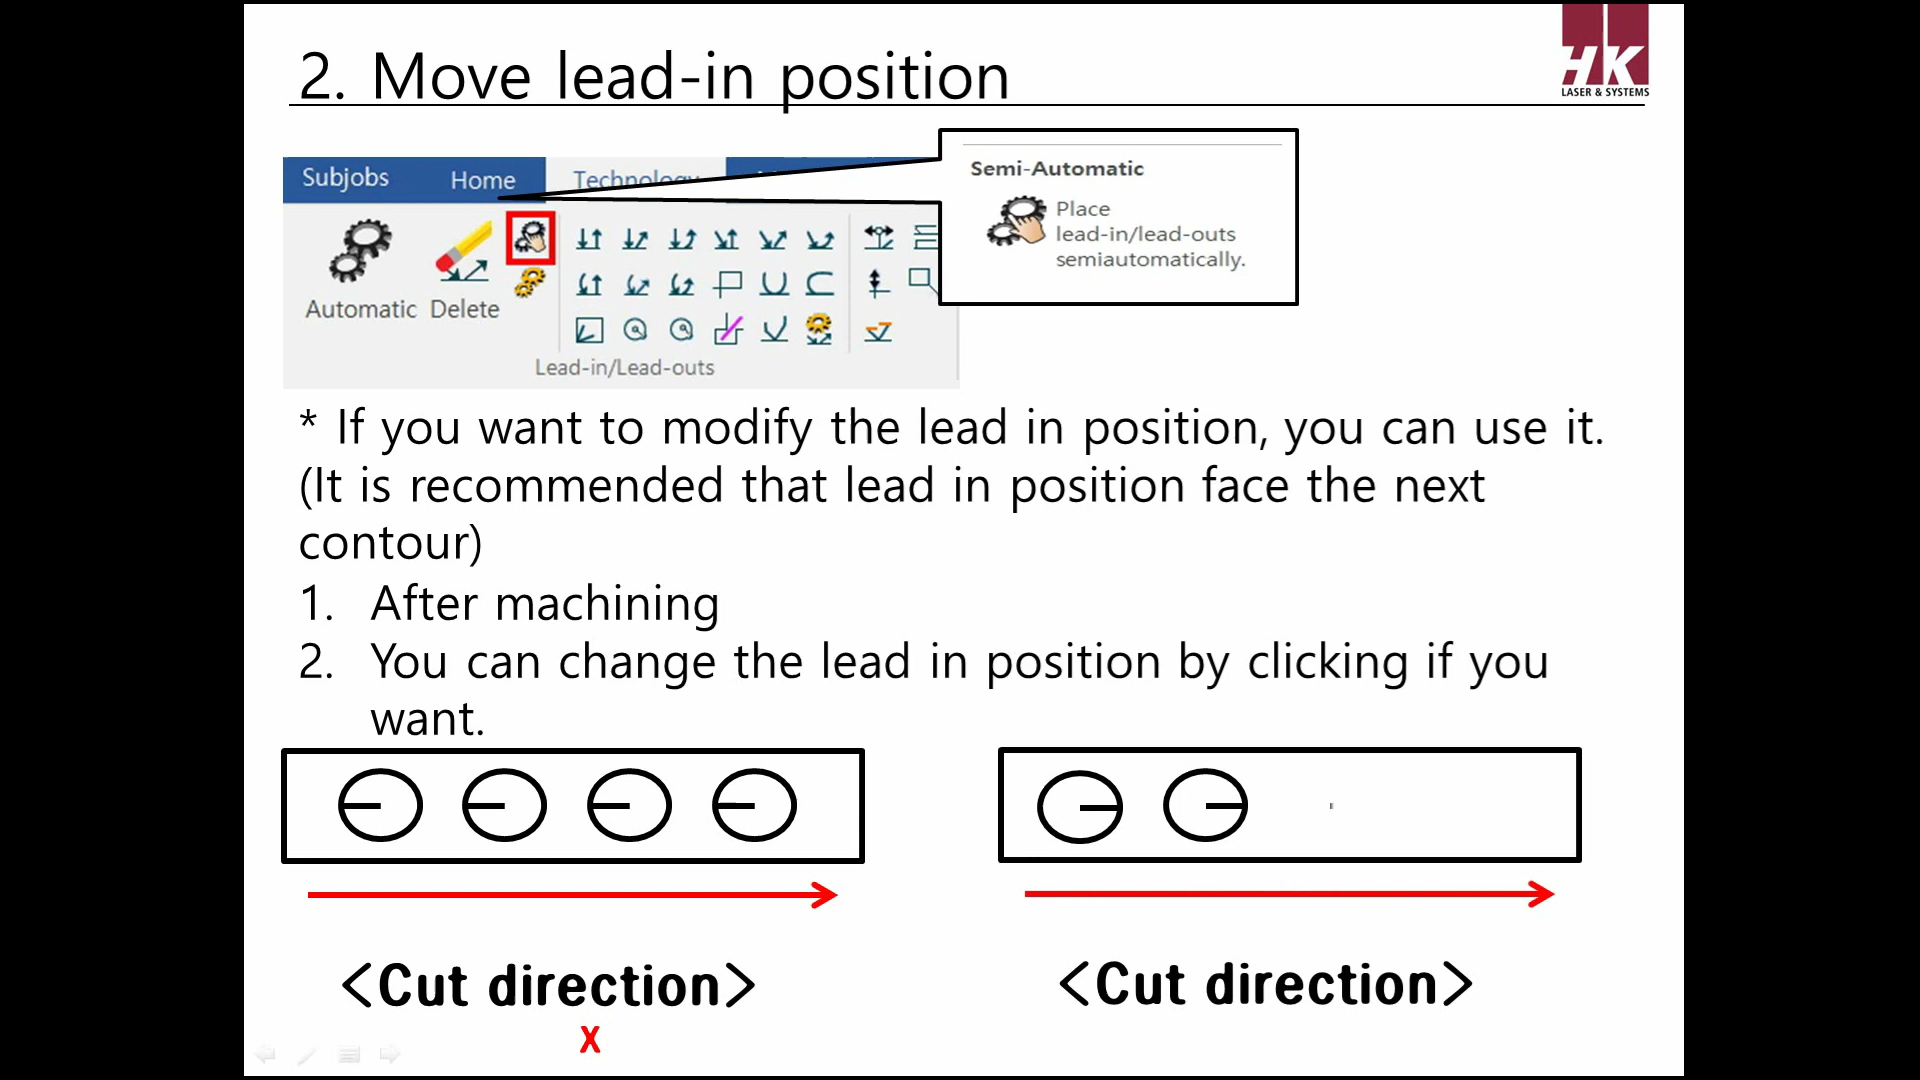 2. Move lead-in position
HK
LASER & SYSTEMS
Subjobs Home Technology
Semi-Automatic
Place
lead-in/lead-outs
semiautomatically.
Automatic Delete
Lead-in/Lead-outs
* If you want to modify the lead in position, you can use it.
(It is recommended that lead in position face the next
contour)
1. After machining
2. You can change the lead in position by clicking if you
want.
<Cut direction> <Cut direction>
X